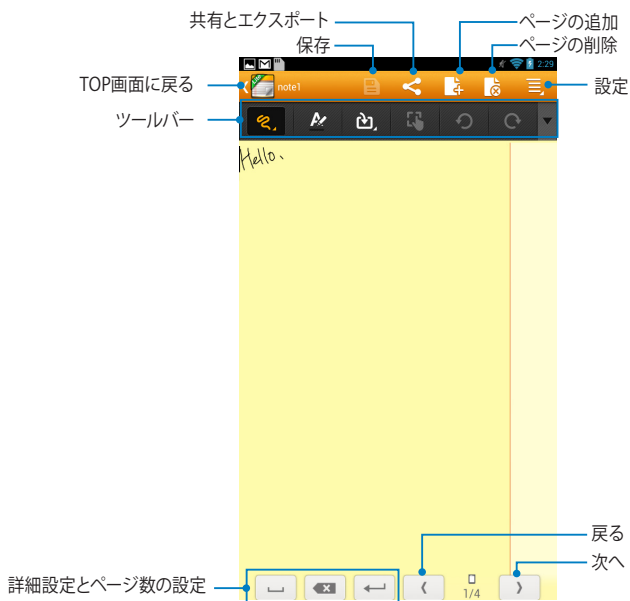 共有とエクスポート
ページの追加
保存
ページの削除
2:29
TOP画面に戻る
note1
設定
ツールバー
Hello、
戻る
次へ
詳細設定とページ数の設定
1/4